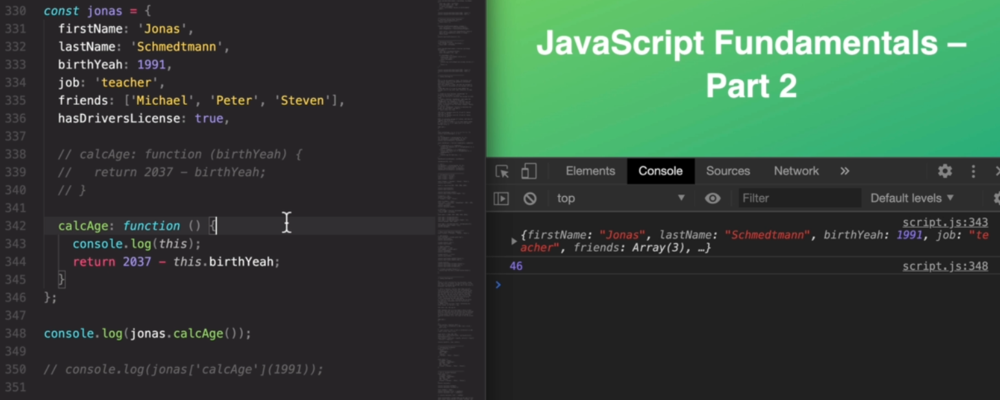 330 const jonas = {
331 firstName: 'Jonas',
332 lastName: 'Schmedtmann',
333 birthYeah: 1991,
334 job: 'teacher',
335 friends: ['Michael', 'Peter', 'Steven'],
336 hasDriversLicense: true,
337
338 // calcAge: function (birthYeah) {
339 //   return 2037 - birthYeah;
340 // }
341
342 calcAge: function () {
343 console.log(this);
344 return 2037 - this.birthYeah;
345 }
346 };
347
348 console.log(jonas.calcAge());
349
350 // console.log(jonas['calcAge'](1991));
351
JavaScript Fundamentals –
Part 2
Elements Console Sources Network »
top Filter Default levels
script.js:343
{firstName: "Jonas", lastName: "Schmedtmann", birthYeah: 1991, job: "te
acher", friends: Array(3), …}
46 script.js:348